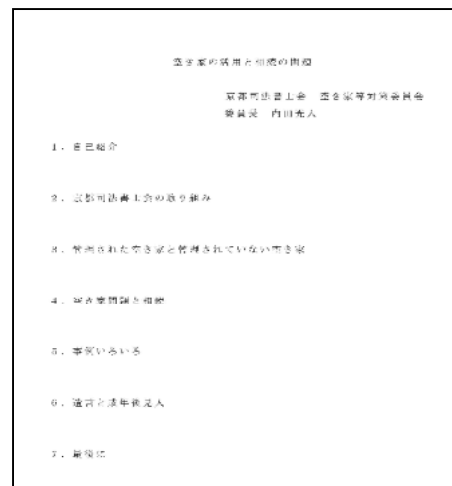 空き家の活用と相続の問題
京都司法書士会　空き家等対策委員会
委員長　内田光人
1．自己紹介
2．京都司法書士会の取り組み
3．管理された空き家と管理されていない空き家
4．空き家問題と相続
5．事例いろいろ
6．遺言と成年後見人
7．最後に